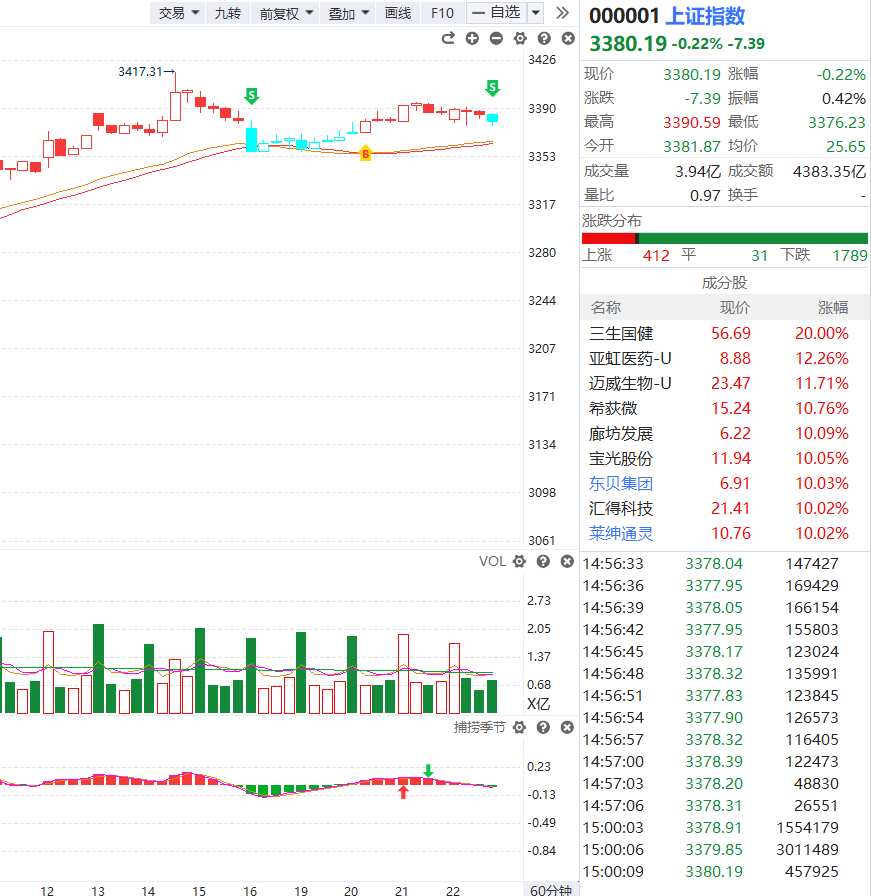 交易 九转 前复权 叠加 画线 F10 一 自选
000001 上证指数
3380.19 -0.22% -7.39
现价 3380.19 涨幅 -0.22%
涨跌 -7.39 振幅 0.42%
最高 3390.59 最低 3376.23
今开 3381.87 均价 25.65
成交量 3.94亿 成交额 4383.35亿
量比 0.97 换手 -
涨跌分布
上涨 412 平 31 下跌 1789
成分股
名称 现价 涨幅
三生国健 56.69 20.00%
亚虹医药-U 8.88 12.26%
迈威生物-U 23.47 11.71%
希荻微 15.24 10.76%
廊坊发展 6.22 10.09%
宝光股份 11.94 10.05%
东贝集团 6.91 10.03%
汇得科技 21.41 10.02%
莱绅通灵 10.76 10.02%
14:56:33 3378.04 147427
14:56:36 3377.95 169429
14:56:39 3378.05 166154
14:56:42 3377.95 155803
14:56:45 3378.17 123024
14:56:48 3378.32 135991
14:56:51 3377.83 123845
14:56:54 3377.90 126573
14:56:57 3378.32 116405
14:57:00 3378.39 122473
14:57:03 3378.20 48830
14:57:06 3378.31 26551
15:00:03 3378.91 1554179
15:00:06 3379.85 3011489
15:00:09 3380.19 457925
3417.31→
S
S
B
3426
3390
3353
3317
3280
3244
3207
3171
3134
3098
3061
VOL
2.73
2.05
1.37
0.68
X亿
捕捞季节
0.23
-0.13
-0.49
-0.84
12 13 14 15 16 19 20 21 22 60分钟